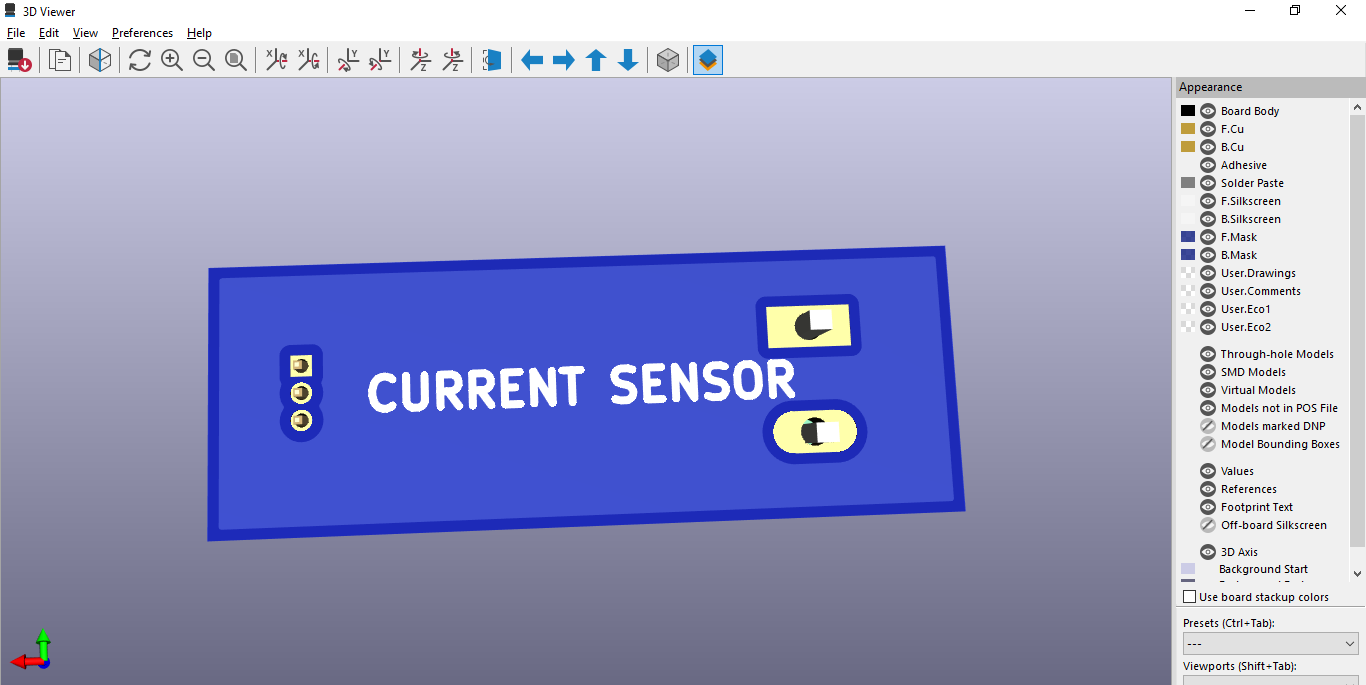 3D Viewer
File Edit View Preferences Help
X X Y Y Z Z
Appearance
Board Body
F.Cu
B.Cu
Adhesive
Solder Paste
F.Silkscreen
B.Silkscreen
F.Mask
B.Mask
User.Drawings
User.Comments
User.Eco1
User.Eco2
Through-hole Models
SMD Models
Virtual Models
Models not in POS File
Models marked DNP
Model Bounding Boxes
Values
References
Footprint Text
Off-board Silkscreen
3D Axis
Background Start
Use board stackup colors
Presets (Ctrl+Tab):
---
Viewports (Shift+Tab):
CURRENT SENSOR